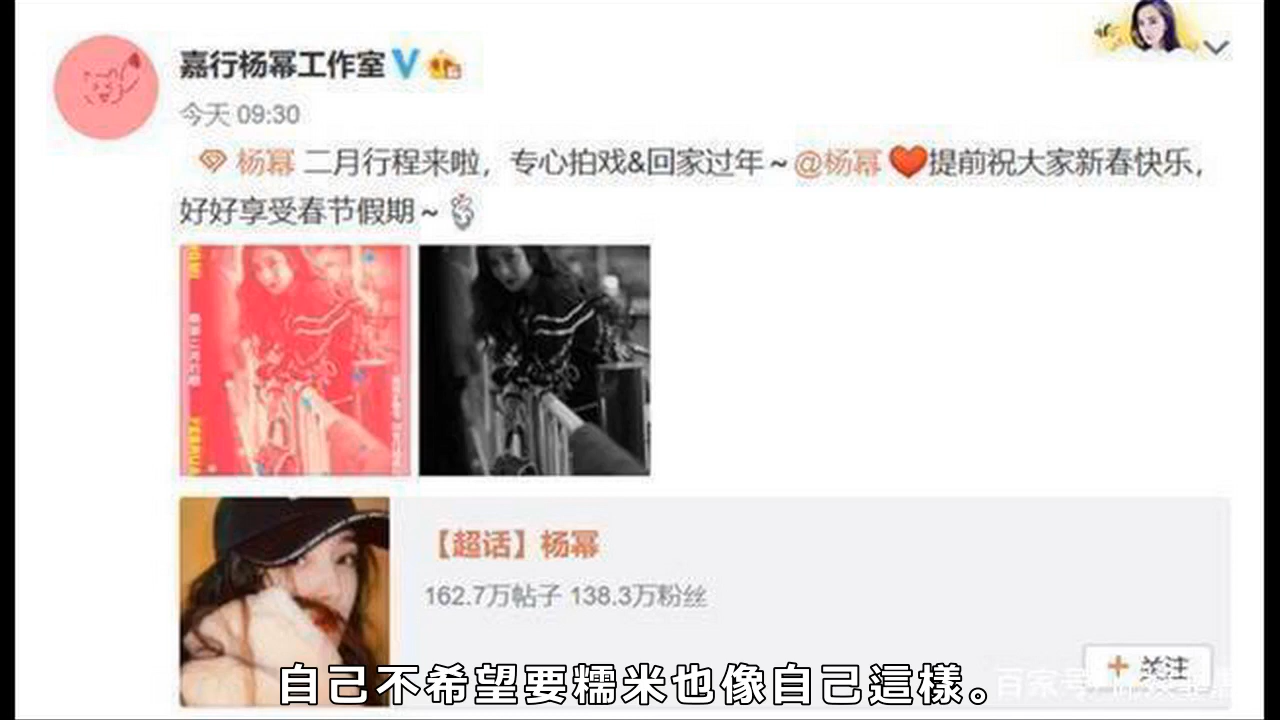 嘉行杨幂工作室
今天 09:30
杨幂 二月行程来啦，专心拍戏&回家过年~@杨幂 提前祝大家新春快乐，
好好享受春节假期~
【超话】杨幂
162.7万帖子 138.3万粉丝
+ 关注
自己不希望要糯米也像自己這樣。
百家号